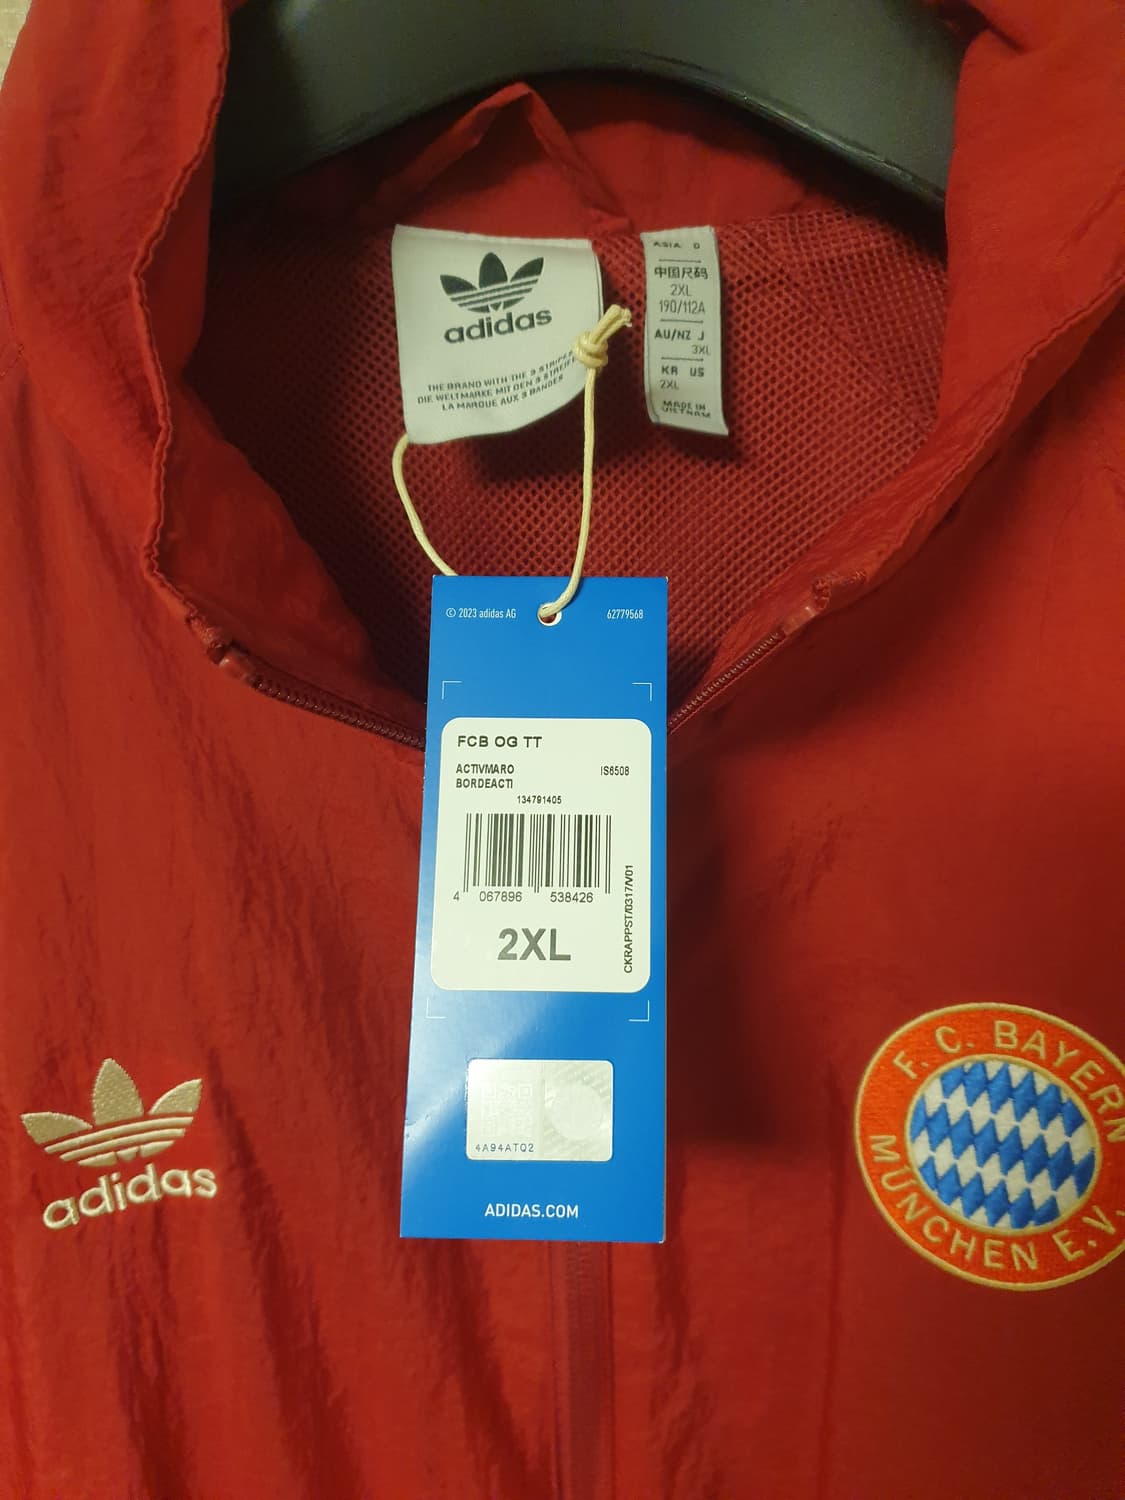 adidas
THE BRAND WITH THE 3 STRIPES
DIE WELTMARKE MIT DEN 3 STREIFEN
LA MARQUE AUX 3 BANDES
ASIA D
中国尺码
2XL
190/112A
AU/NZ J
3XL
KR US
2XL
MADE IN
VIETNAM
© 2023 adidas AG 62779568
FCB OG TT
ACTIVMARO IS6508
BORDEACTI
134791405
4 067896 538426
CKRAPPST/0317/V01
2XL
4A94ATQ2
ADIDAS.COM
adidas
F. C. BAYERN
MÜNCHEN E.V.